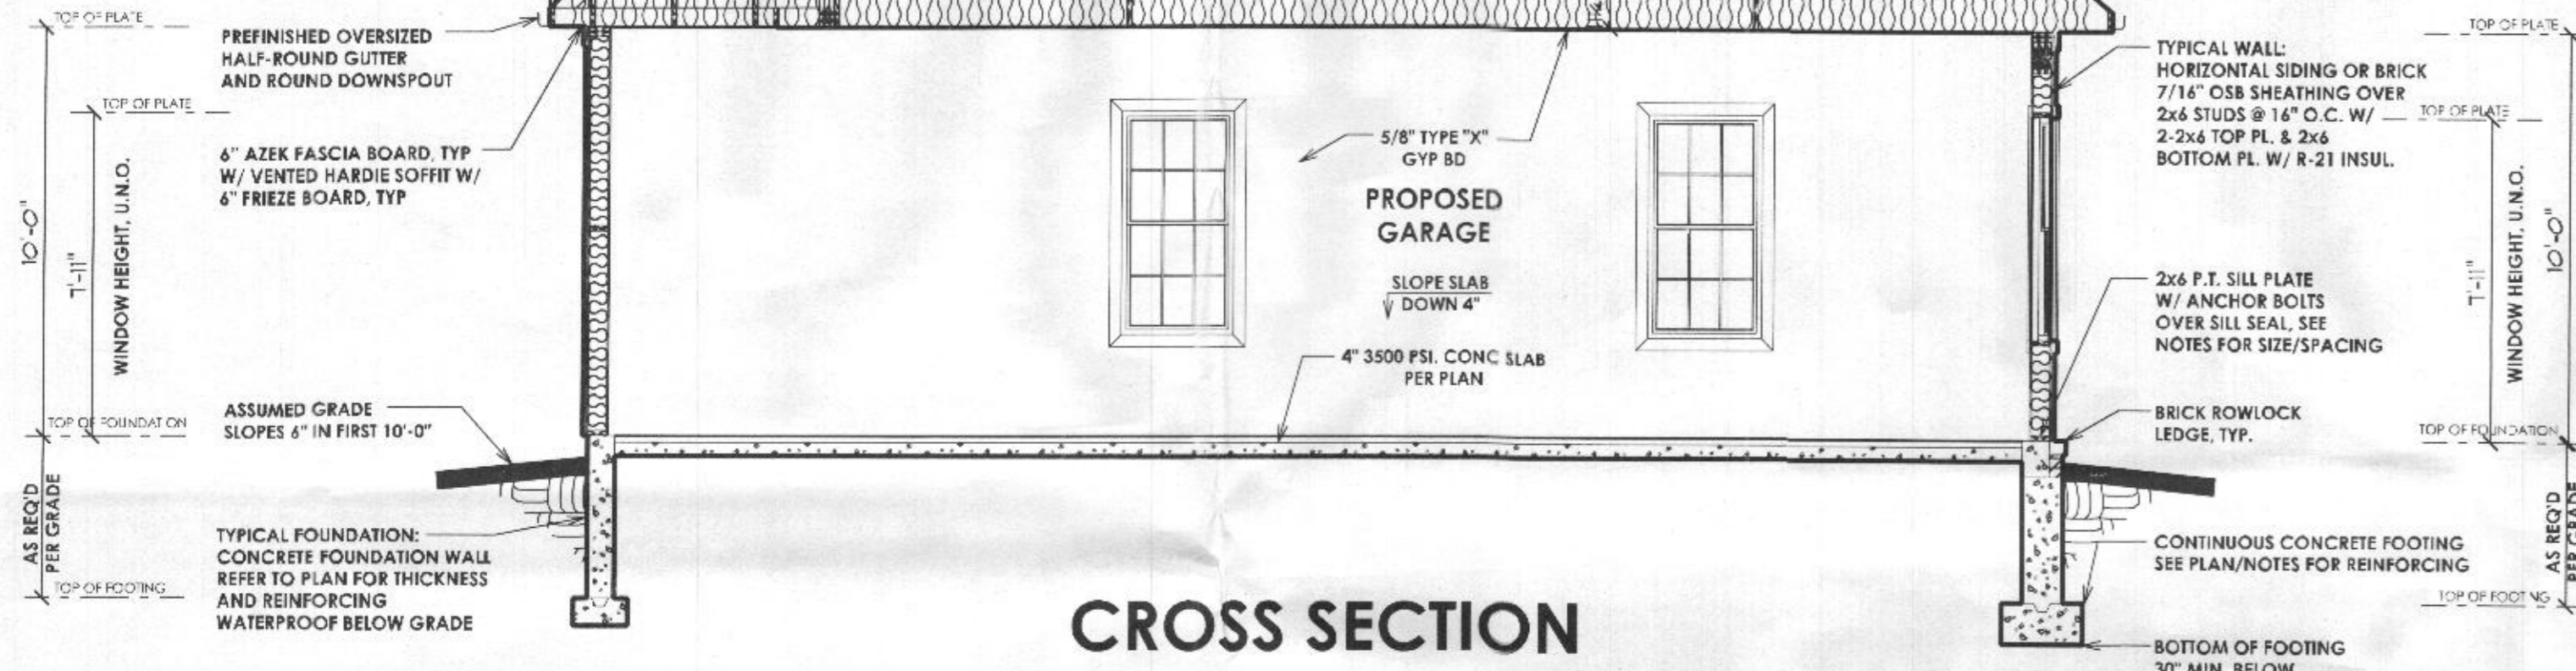 TOP OF PLATE
PREFINISHED OVERSIZED
HALF-ROUND GUTTER
AND ROUND DOWNSPOUT
TOP OF PLATE
6" AZEK FASCIA BOARD, TYP
W/ VENTED HARDIE SOFFIT W/
6" FRIEZE BOARD, TYP
10'-0"
7'-11"
WINDOW HEIGHT, U.N.O.
ASSUMED GRADE
SLOPES 6" IN FIRST 10'-0"
TOP OF FOUNDATION
AS REQ'D
PER GRADE
TYPICAL FOUNDATION:
CONCRETE FOUNDATION WALL
REFER TO PLAN FOR THICKNESS
AND REINFORCING
WATERPROOF BELOW GRADE
TOP OF FOOTING
5/8" TYPE "X"
GYP BD
PROPOSED
GARAGE
SLOPE SLAB
DOWN 4"
4" 3500 PSI. CONC SLAB
PER PLAN
CROSS SECTION
TOP OF PLATE
TYPICAL WALL:
HORIZONTAL SIDING OR BRICK
7/16" OSB SHEATHING OVER
2x6 STUDS @ 16" O.C. W/
2-2x6 TOP PL. & 2x6
BOTTOM PL. W/ R-21 INSUL.
TOP OF PLATE
2x6 P.T. SILL PLATE
W/ ANCHOR BOLTS
OVER SILL SEAL, SEE
NOTES FOR SIZE/SPACING
7'-11"
WINDOW HEIGHT, U.N.O.
10'-0"
BRICK ROWLOCK
LEDGE, TYP.
TOP OF FOUNDATION
CONTINUOUS CONCRETE FOOTING
SEE PLAN/NOTES FOR REINFORCING
AS REQ'D
PER GRADE
TOP OF FOOTING
BOTTOM OF FOOTING
30" MIN. BELOW